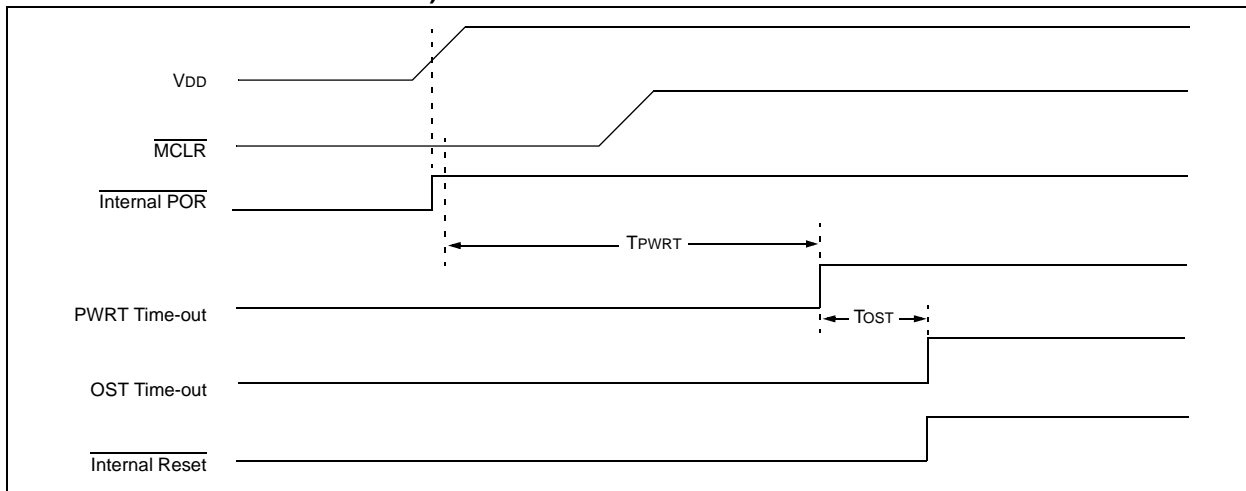 VDD
MCLR
Internal POR
TPWRT
PWRT Time-out
TOST
OST Time-out
Internal Reset